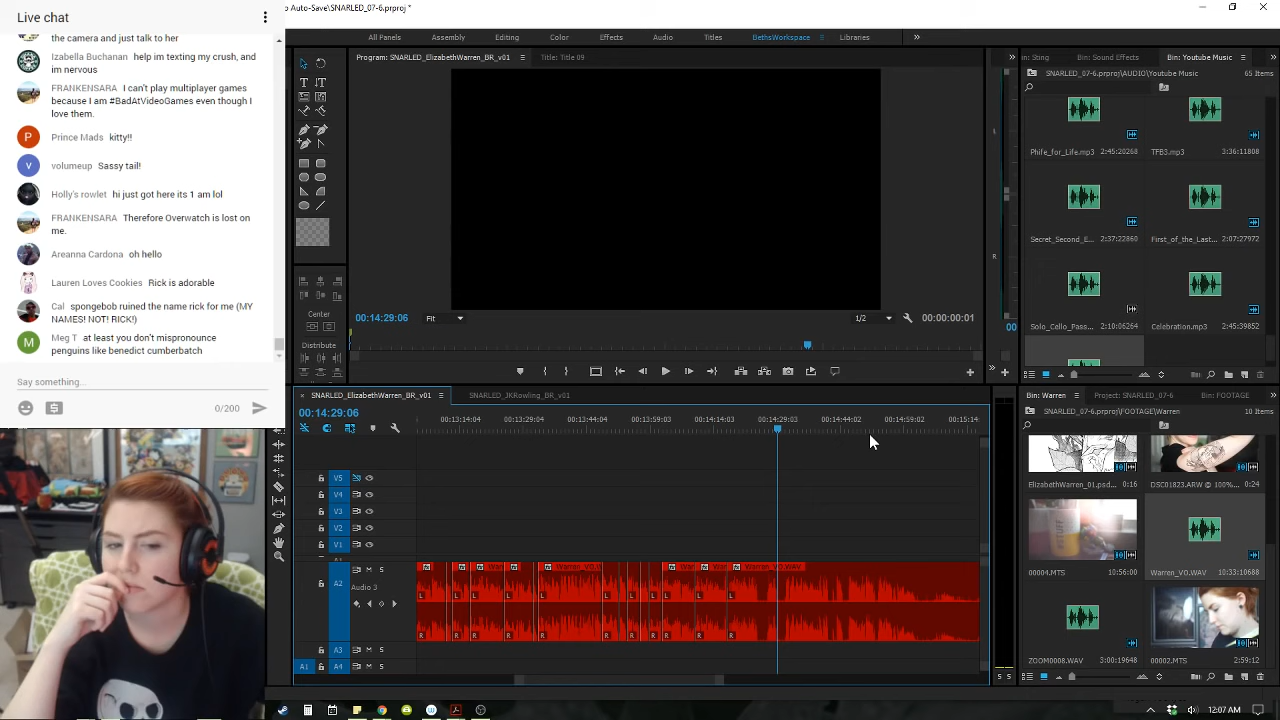 Live chat
the camera and just talk to her
Izabella Buchanan help im texting my crush, and
im nervous
FRANKENSARA I can't play multiplayer games
because I am #BadAtVideoGames even though I
love them.
Prince Mads kitty!!
volumeup Sassy tail!
Holly's rowlet hi just got here its 1 am lol
FRANKENSARA Therefore Overwatch is lost on
me.
Areanna Cardona oh hello
Lauren Loves Cookies Rick is adorable
Cal spongebob ruined the name rick for me (MY
NAMES! NOT! RICK!)
Meg T at least you don't mispronounce
penguins like benedict cumberbatch
Say something...
0/200
Auto-Save\SNARLED_07-6.prproj *
All Panels Assembly Editing Color Effects Audio Titles BethsWorkspace Libraries
Program: SNARLED_ElizabethWarren_BR_v01 Title: Title 09
Center
Distribute
00:14:29:06 Fit 1/2 00:00:00:01
Sting Bin: Sound Effects Bin: Youtube Music
SNARLED_07-6.prproj\AUDIO\Youtube Music 65 Items
Phife_for_Life.mp3 2:45:20268 TFB3.mp3 3:36:11808
Secret_Second_E... 2:37:22860 First_of_the_Last... 2:07:27972
Solo_Cello_Pass... 2:10:06264 Celebration.mp3 2:45:39852
SNARLED_ElizabethWarren_BR_v01 SNARLED_JKRowling_BR_v01
00:14:29:06
00:13:14:04 00:13:29:04 00:13:44:04 00:13:59:03 00:14:14:03 00:14:29:03 00:14:44:02 00:14:59:02 00:15:14
V5
V4
V3
V2
V1
A2 M S
Audio 3
A3 M S
A1 A4 M S
Warren_VO.WAV
Bin: Warren Project: SNARLED_07-6 Bin: FOOTAGE
SNARLED_07-6.prproj\FOOTAGE\Warren
ElizabethWarren_01.psd 0:16 DSC01823.ARW @ 100%... 0:24
00004.MTS 10:56:00 Warren_VO.WAV 10:33:10688
ZOOM0008.WAV 3:00:19648 00002.MTS 2:59:12
12:07 AM